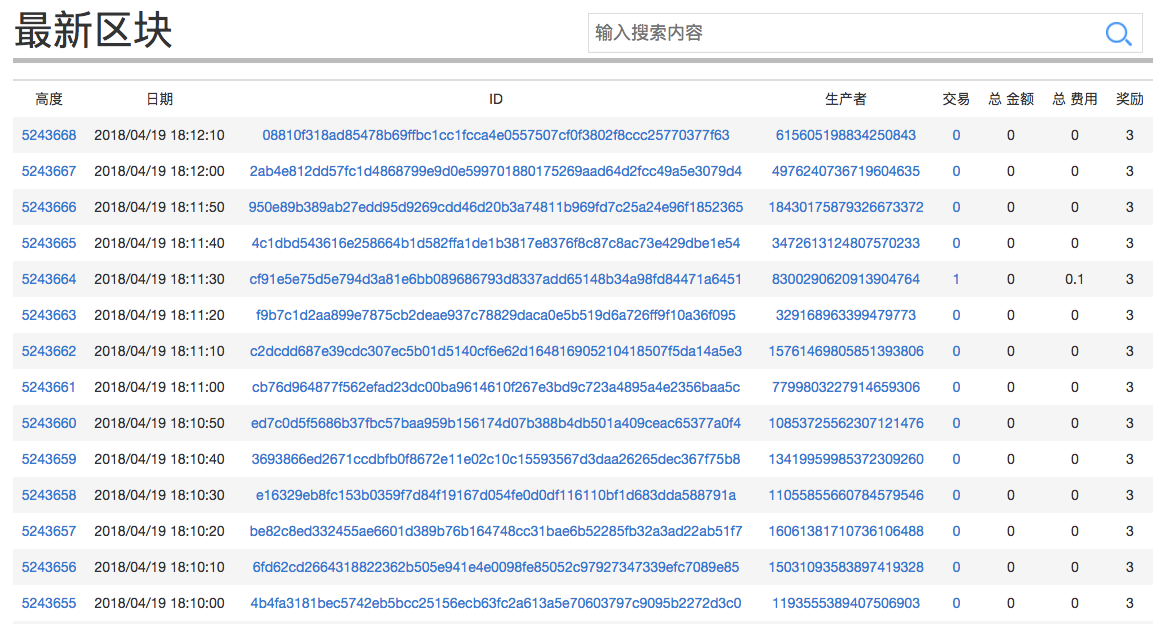 最新区块
输入搜索内容
高度 日期 ID 生产者 交易 总 金额 总 费用 奖励
5243668 2018/04/19 18:12:10 08810f318ad85478b69ffbc1cc1fcca4e0557507cf0f3802f8ccc25770377f63 615605198834250843 0 0 0 3
5243667 2018/04/19 18:12:00 2ab4e812dd57fc1d4868799e9d0e599701880175269aad64d2fcc49a5e3079d4 4976240736719604635 0 0 0 3
5243666 2018/04/19 18:11:50 950e89b389ab27edd95d9269cdd46d20b3a74811b969fd7c25a24e96f1852365 18430175879326673372 0 0 0 3
5243665 2018/04/19 18:11:40 4c1dbd543616e258664b1d582ffa1de1b3817e8376f8c87c8ac73e429dbe1e54 3472613124807570233 0 0 0 3
5243664 2018/04/19 18:11:30 cf91e5e75d5e794d3a81e6bb089686793d8337add65148b34a98fd84471a6451 8300290620913904764 1 0 0.1 3
5243663 2018/04/19 18:11:20 f9b7c1d2aa899e7875cb2deae937c78829daca0e5b519d6a726ff9f10a36f095 329168963399479773 0 0 0 3
5243662 2018/04/19 18:11:10 c2dcdd687e39cdc307ec5b01d5140cf6e62d164816905210418507f5da14a5e3 15761469805851393806 0 0 0 3
5243661 2018/04/19 18:11:00 cb76d964877f562efad23dc00ba9614610f267e3bd9c723a4895a4e2356baa5c 7799803227914659306 0 0 0 3
5243660 2018/04/19 18:10:50 ed7c0d5f5686b37fbc57baa959b156174d07b388b4db501a409ceac65377a0f4 10853725562307121476 0 0 0 3
5243659 2018/04/19 18:10:40 3693866ed2671ccdbfb0f8672e11e02c10c15593567d3daa26265dec367f75b8 13419959985372309260 0 0 0 3
5243658 2018/04/19 18:10:30 e16329eb8fc153b0359f7d84f19167d054fe0d0df116110bf1d683dda588791a 11055855660784579546 0 0 0 3
5243657 2018/04/19 18:10:20 be82c8ed332455ae6601d389b76b164748cc31bae6b52285fb32a3ad22ab51f7 16061381710736106488 0 0 0 3
5243656 2018/04/19 18:10:10 6fd62cd2664318822362b505e941e4e0098fe85052c97927347339efc7089e85 15031093583897419328 0 0 0 3
5243655 2018/04/19 18:10:00 4b4fa3181bec5742eb5bcc25156ecb63fc2a613a5e70603797c9095b2272d3c0 1193555389407506903 0 0 0 3